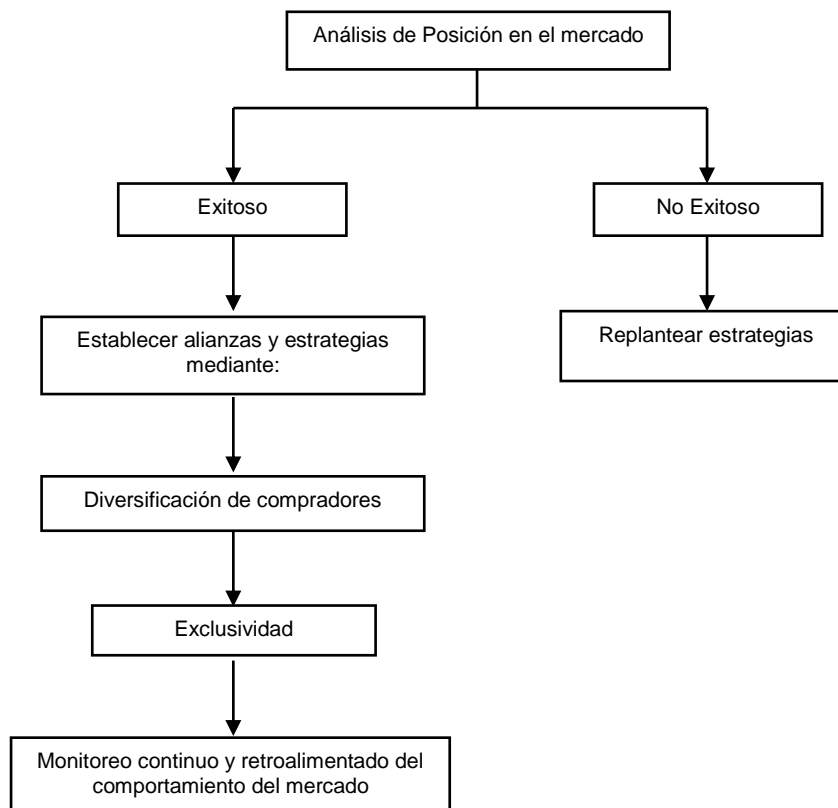 Análisis de Posición en el mercado
Exitoso
No Exitoso
Establecer alianzas y estrategias
mediante:
Replantear estrategias
Diversificación de compradores
Exclusividad
Monitoreo continuo y retroalimentado del
comportamiento del mercado